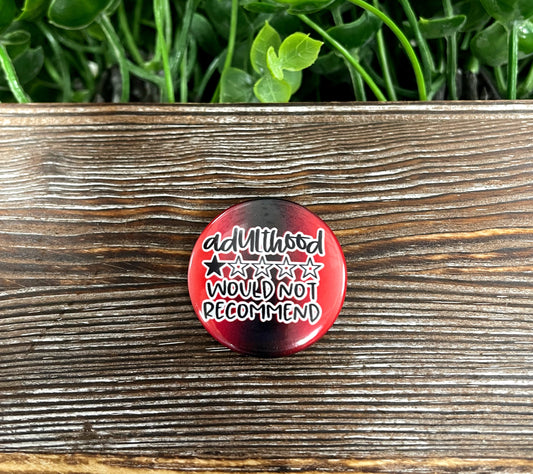 adulthood
★☆☆☆☆
WOULD NOT
RECOMMEND